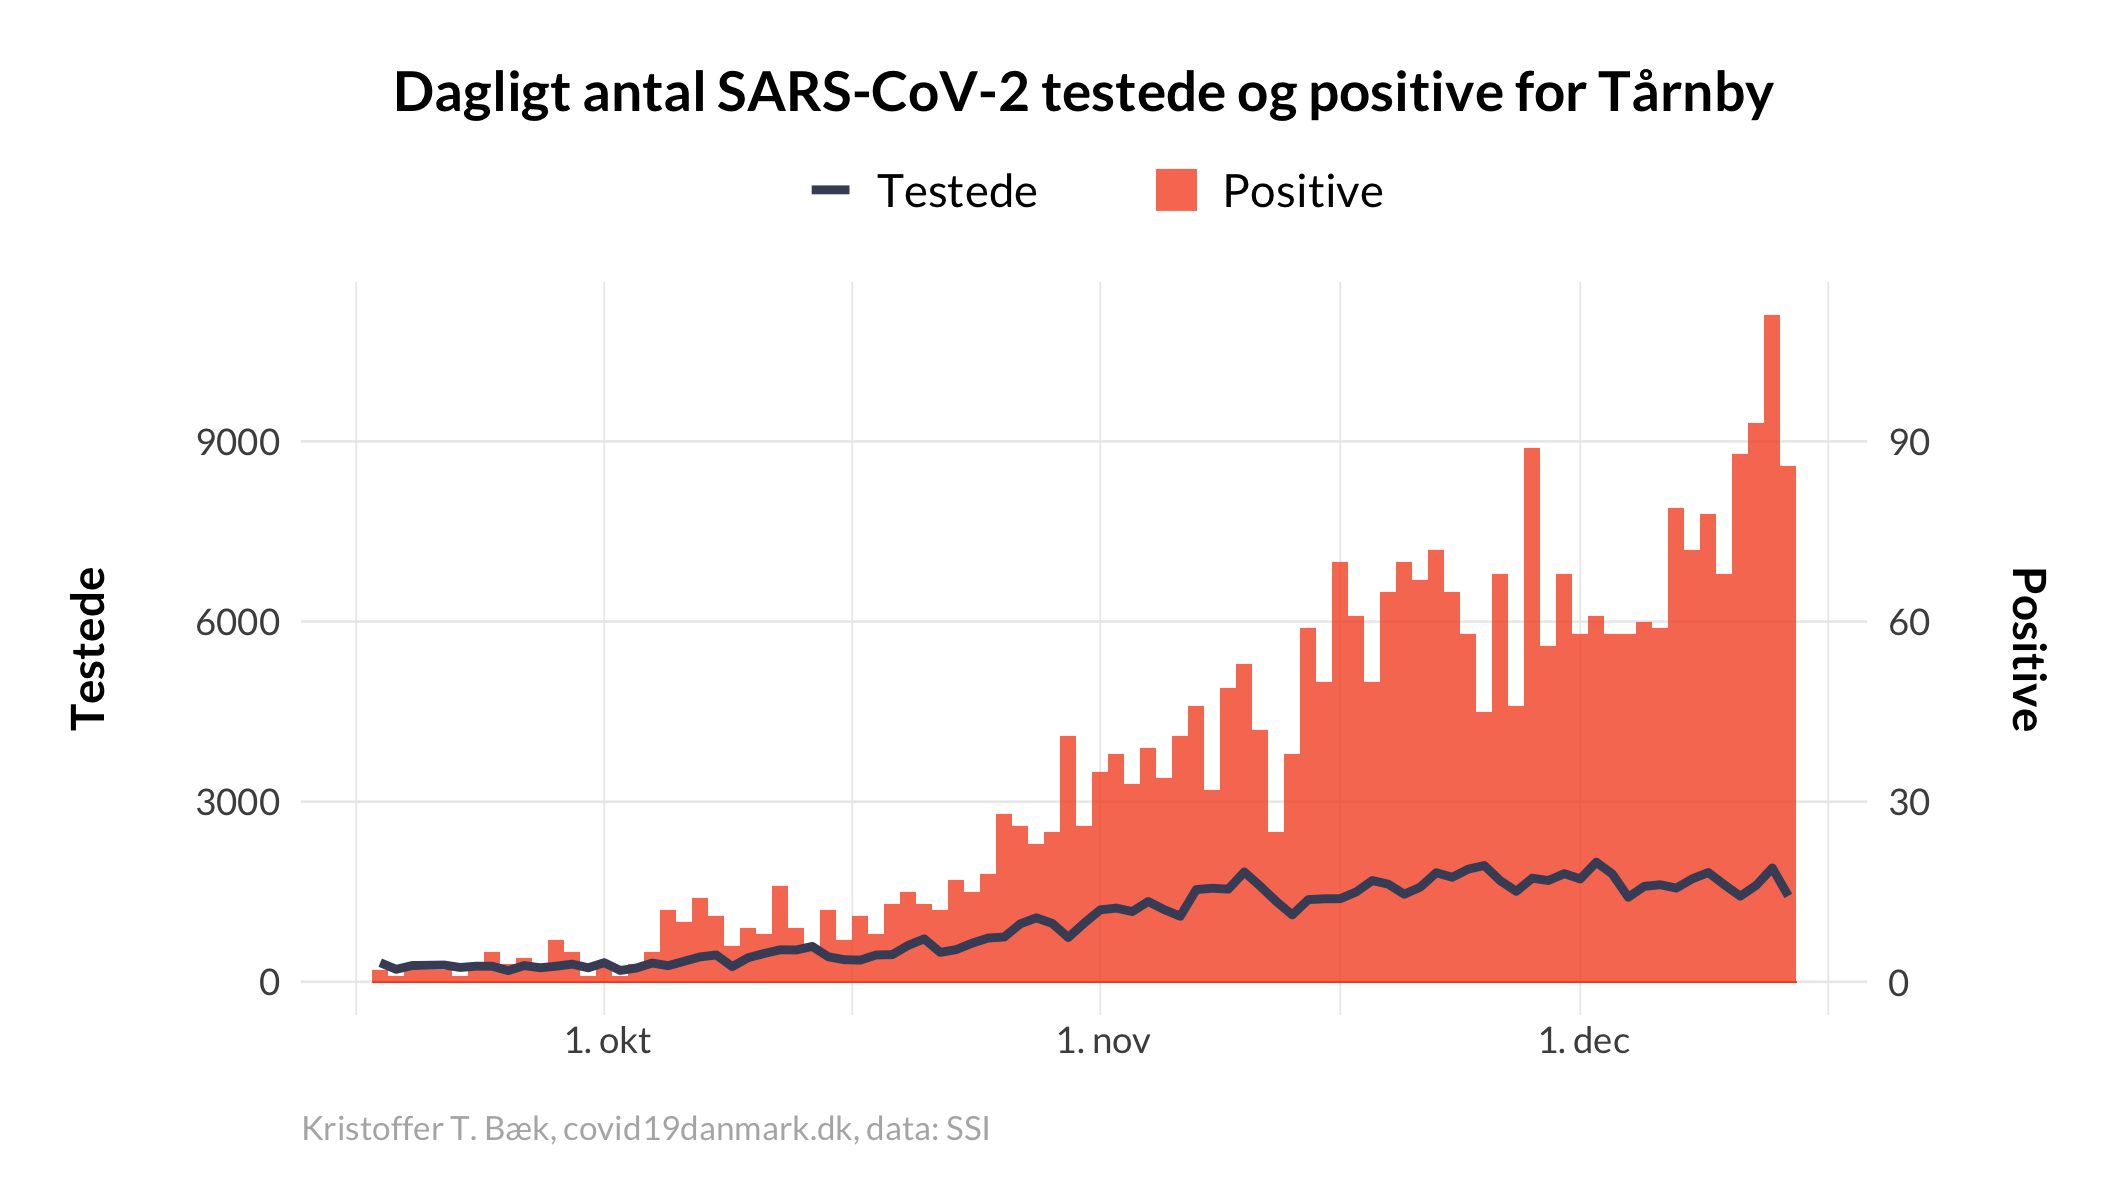 Dagligt antal SARS-CoV-2 testede og positive for Tårnby
Testede
Positive
9000
6000
3000
0
Testede
90
60
30
0
Positive
1. okt
1. nov
1. dec
Kristoffer T. Bæk, covid19danmark.dk, data: SSI